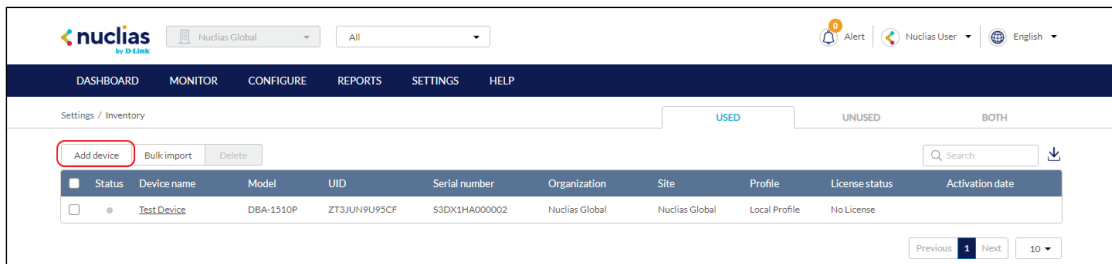 nuclias
by D-Link
Nuclias Global
All
0
Alert
Nuclias User
English
DASHBOARD MONITOR CONFIGURE REPORTS SETTINGS HELP
Settings / Inventory
USED UNUSED BOTH
Add device Bulk import Delete
Search
Status Device name Model UID Serial number Organization Site Profile License status Activation date
Test Device DBA-1510P ZT3JUN9U95CF S3DX1HA000002 Nuclias Global Nuclias Global Local Profile No License
Previous 1 Next 10